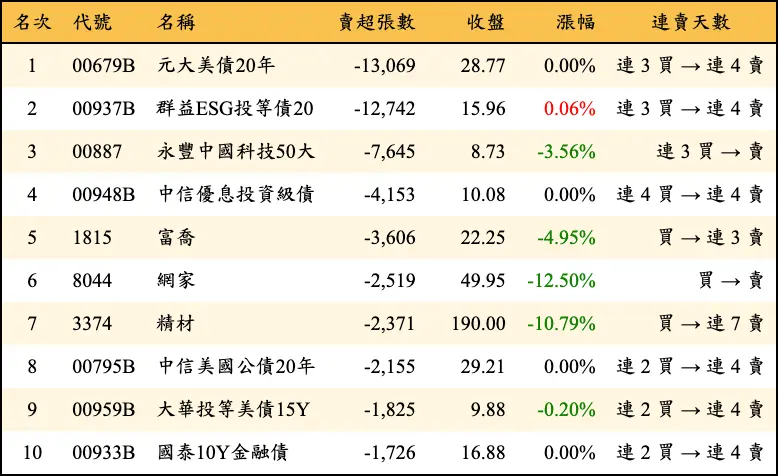 名次 代號 名稱 賣超張數 收盤 漲幅 連賣天數
1 00679B 元大美債20年 -13,069 28.77 0.00% 連 3 買 → 連 4 賣
2 00937B 群益ESG投等債20 -12,742 15.96 0.06% 連 3 買 → 連 4 賣
3 00887 永豐中國科技50大 -7,645 8.73 -3.56% 連 3 買 → 賣
4 00948B 中信優息投資級債 -4,153 10.08 0.00% 連 4 買 → 連 4 賣
5 1815 富喬 -3,606 22.25 -4.95% 買 → 連 3 賣
6 8044 網家 -2,519 49.95 -12.50% 買 → 賣
7 3374 精材 -2,371 190.00 -10.79% 買 → 連 7 賣
8 00795B 中信美國公債20年 -2,155 29.21 0.00% 連 2 買 → 連 4 賣
9 00959B 大華投等美債15Y -1,825 9.88 -0.20% 連 2 買 → 連 4 賣
10 00933B 國泰10Y金融債 -1,726 16.88 0.00% 連 2 買 → 連 4 賣